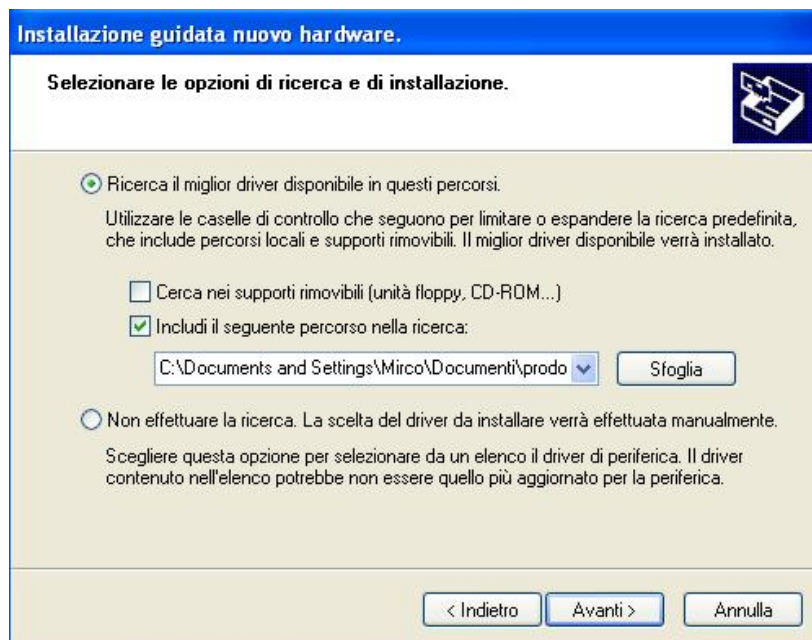 Installazione guidata nuovo hardware.
Selezionare le opzioni di ricerca e di installazione.
Ricerca il miglior driver disponibile in questi percorsi.
Utilizzare le caselle di controllo che seguono per limitare o espandere la ricerca predefinita,
che include percorsi locali e supporti rimovibili. Il miglior driver disponibile verrà installato.
Cerca nei supporti rimovibili (unità floppy, CD-ROM...)
Includi il seguente percorso nella ricerca:
C:\Documents and Settings\Mirco\Documenti\prodo
Sfoglia
Non effettuare la ricerca. La scelta del driver da installare verrà effettuata manualmente.
Scegliere questa opzione per selezionare da un elenco il driver di periferica. Il driver
contenuto nell'elenco potrebbe non essere quello più aggiornato per la periferica.
< Indietro
Avanti >
Annulla